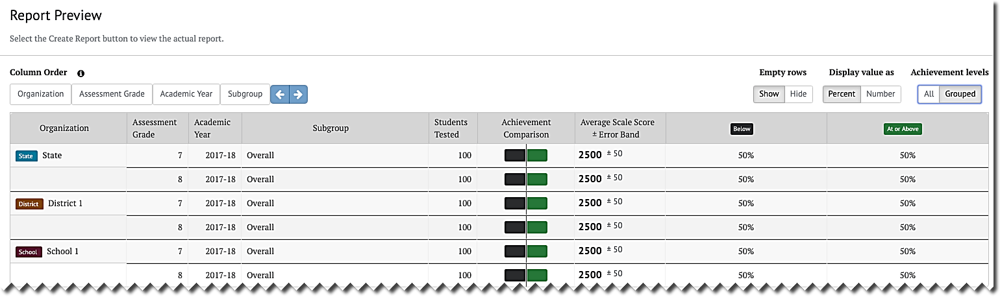 Report Preview
Select the Create Report button to view the actual report.
Column Order Empty rows Display value as Achievement levels
Organization Assessment Grade Academic Year Subgroup Show Hide Percent Number All Grouped
Organization Assessment Grade Academic Year Subgroup Students Tested Achievement Comparison Average Scale Score ± Error Band Below At or Above
State State 7 2017-18 Overall 100 2500 ± 50 50% 50%
8 2017-18 Overall 100 2500 ± 50 50% 50%
District District 1 7 2017-18 Overall 100 2500 ± 50 50% 50%
8 2017-18 Overall 100 2500 ± 50 50% 50%
School School 1 7 2017-18 Overall 100 2500 ± 50 50% 50%
8 2017-18 Overall 100 2500 ± 50 50% 50%